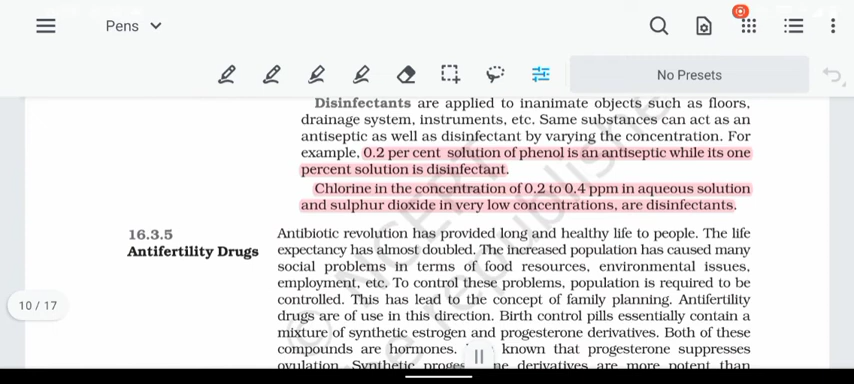 Pens
No Presets
Disinfectants are applied to inanimate objects such as floors,
drainage system, instruments, etc. Same substances can act as an
antiseptic as well as disinfectant by varying the concentration. For
example, 0.2 per cent solution of phenol is an antiseptic while its one
percent solution is disinfectant.
Chlorine in the concentration of 0.2 to 0.4 ppm in aqueous solution
and sulphur dioxide in very low concentrations, are disinfectants.
16.3.5
Antifertility Drugs
Antibiotic revolution has provided long and healthy life to people. The life
expectancy has almost doubled. The increased population has caused many
social problems in terms of food resources, environmental issues,
employment, etc. To control these problems, population is required to be
controlled. This has lead to the concept of family planning. Antifertility
drugs are of use in this direction. Birth control pills essentially contain a
mixture of synthetic estrogen and progesterone derivatives. Both of these
compounds are hormones. known that progesterone suppresses
ovulation. Synthetic derivatives are more potent than
10 / 17
© NCERT